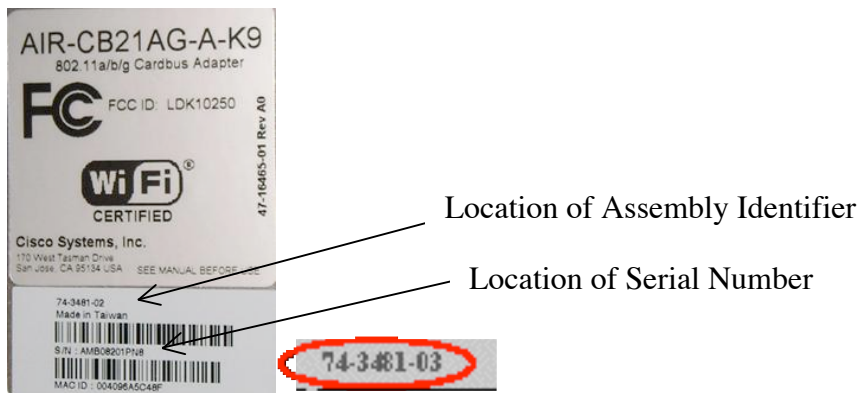 AIR-CB21AG-A-K9
802.11a/b/g Cardbus Adapter
FC FCC ID: LDK10250
47-16465-01 Rev A0
Wi Fi ®
CERTIFIED
Cisco Systems, Inc.
170 West Tasman Drive
San Jose, CA 95134 USA SEE MANUAL BEFORE USE
Location of Assembly Identifier
Location of Serial Number
74-3481-02
Made in Taiwan
S/N : AMB08201PN8
MAC ID : 004096A5C48F
74-3481-03